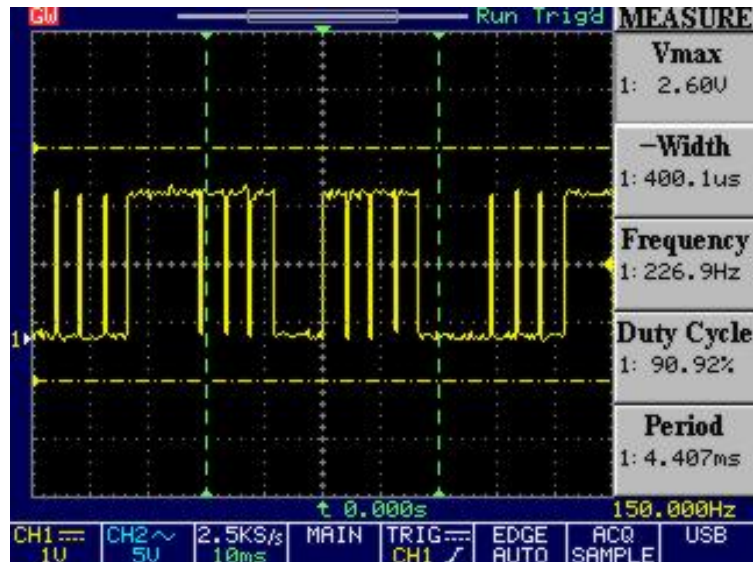 GW Run Trig'd MEASURE
Vmax
1: 2.60V
−Width
1: 400.1us
Frequency
1: 226.9Hz
Duty Cycle
1: 90.92%
Period
1: 4.407ms
1
t 0.000s 150.000Hz
CH1 CH2 2.5KS/s MAIN TRIG EDGE ACQ USB
1V 5V 10ms CH1 AUTO SAMPLE